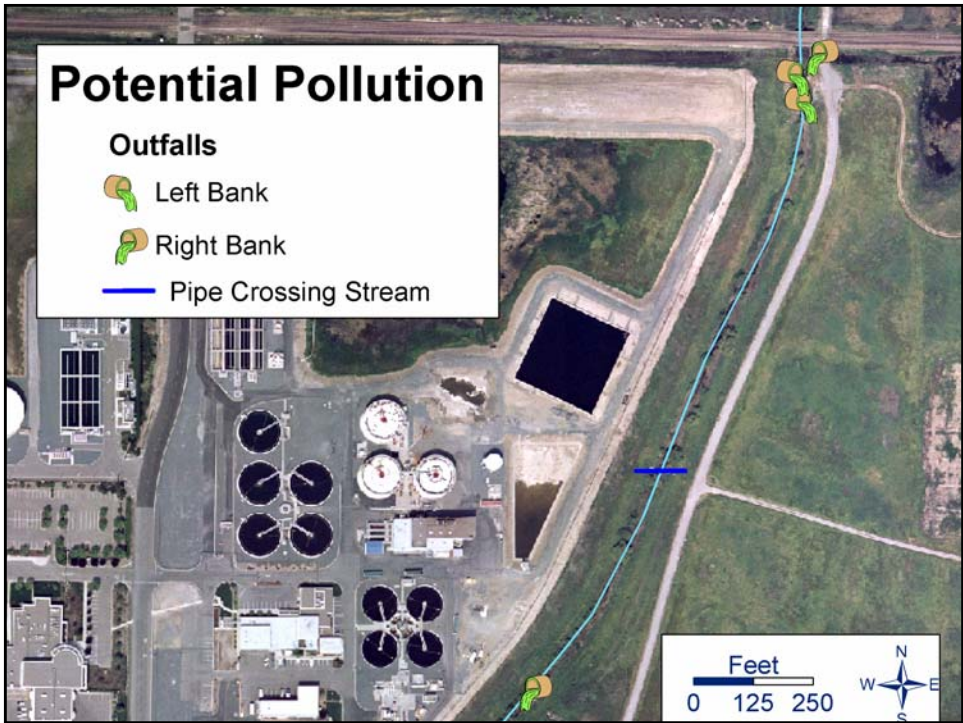 Potential Pollution
Outfalls
Left Bank
Right Bank
Pipe Crossing Stream
Feet
0 125 250
N
W E
S